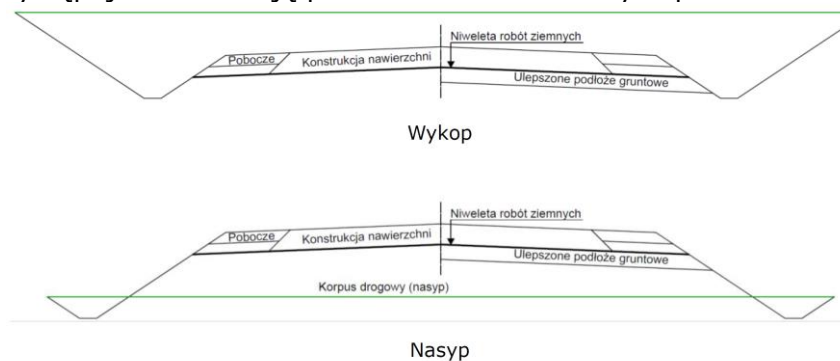 Niweleta robót ziemnych
Pobocze
Konstrukcja nawierzchni
Ulepszone podłoże gruntowe
Wykop
Niweleta robót ziemnych
Pobocze
Konstrukcja nawierzchni
Ulepszone podłoże gruntowe
Korpus drogowy (nasyp)
Nasyp